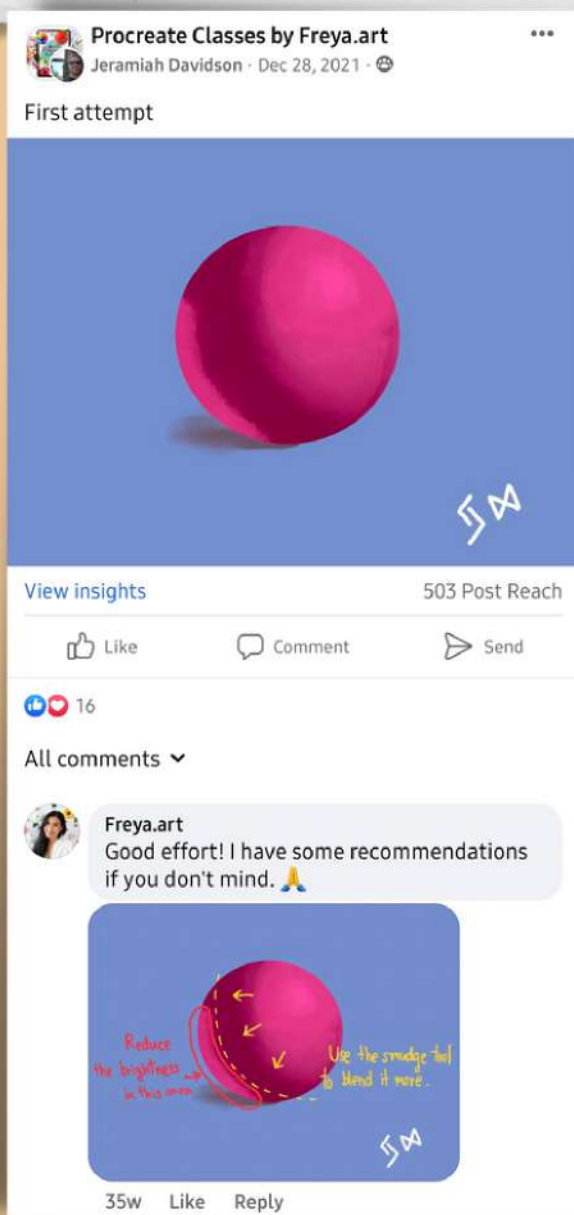 Procreate Classes by Freya.art
Jeramiah Davidson · Dec 28, 2021 ·
First attempt
View insights
503 Post Reach
Like
Comment
Send
16
All comments
Freya.art
Good effort! I have some recommendations
if you don't mind. 🙏
Reduce
the brightness
in this area
Use the smudge tool
to blend it more.
35w Like Reply